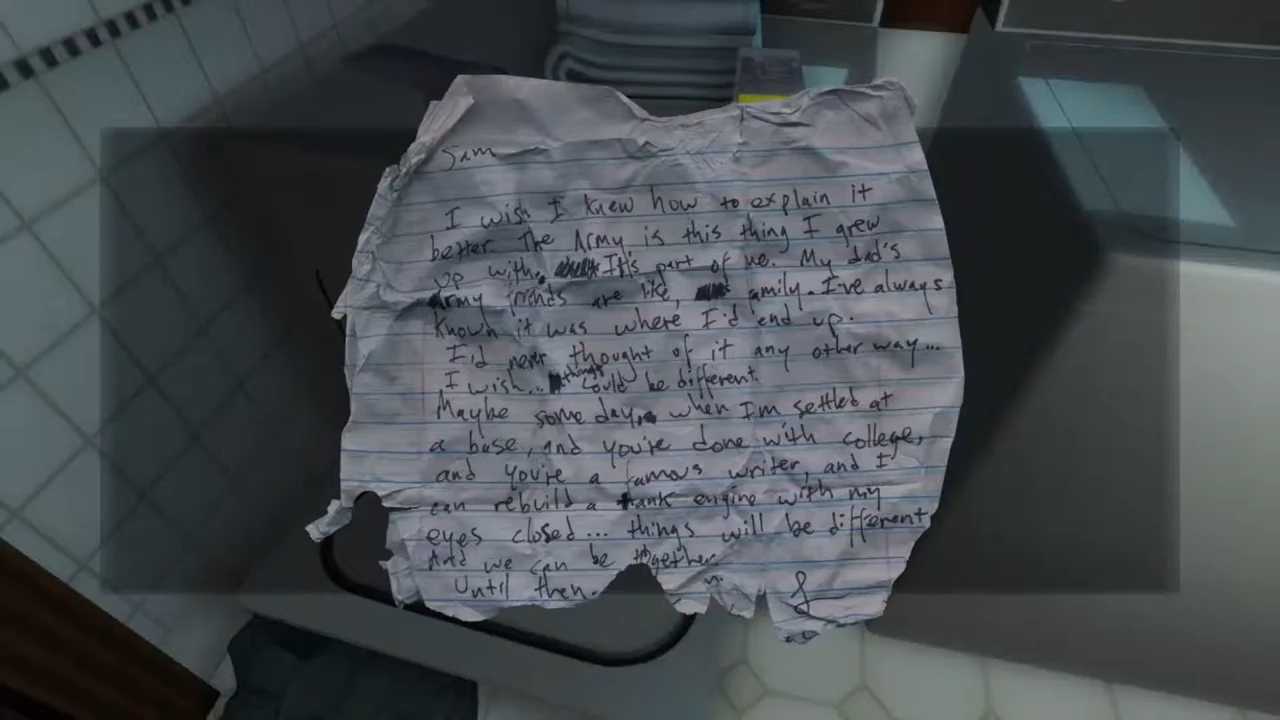 Sam
I wish I knew how to explain it
better The Army is this thing I grew
up with. It's part of me. My dad's
Army friends are like, family. I've always
known it was where I'd end up.
I'd never thought of it any other way...
I wish... things could be different.
Maybe some day, when I'm settled at
a base, and you're done with college,
and you're a famous writer, and I
can rebuild a tank engine with my
eyes closed... things will be different
And we can be together
Until then.
L